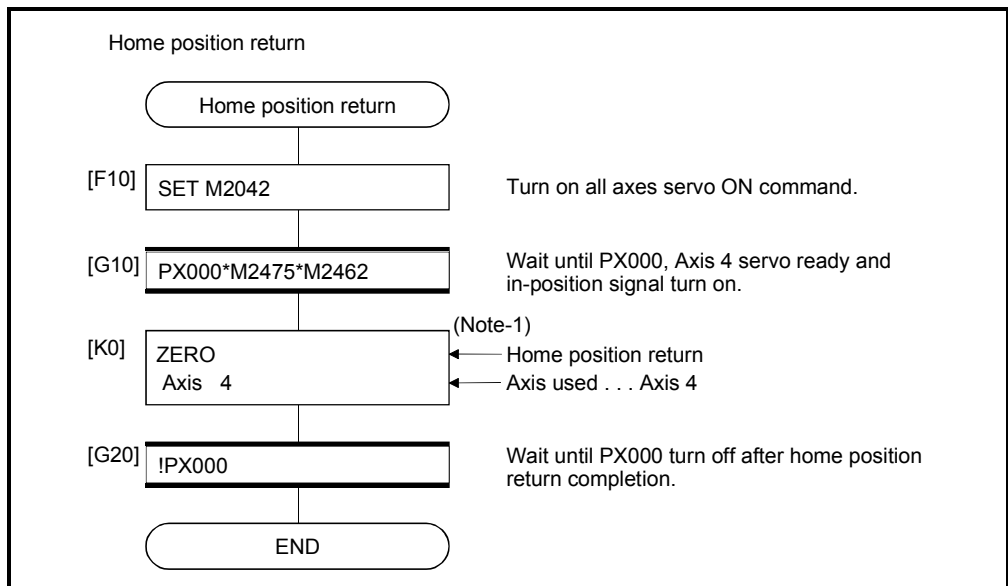 Home position return
Home position return
[F10] SET M2042
Turn on all axes servo ON command.
[G10] PX000*M2475*M2462
Wait until PX000, Axis 4 servo ready and
in-position signal turn on.
(Note-1)
[K0] ZERO
Home position return
Axis 4
Axis used . . . Axis 4
[G20] !PX000
Wait until PX000 turn off after home position
return completion.
END